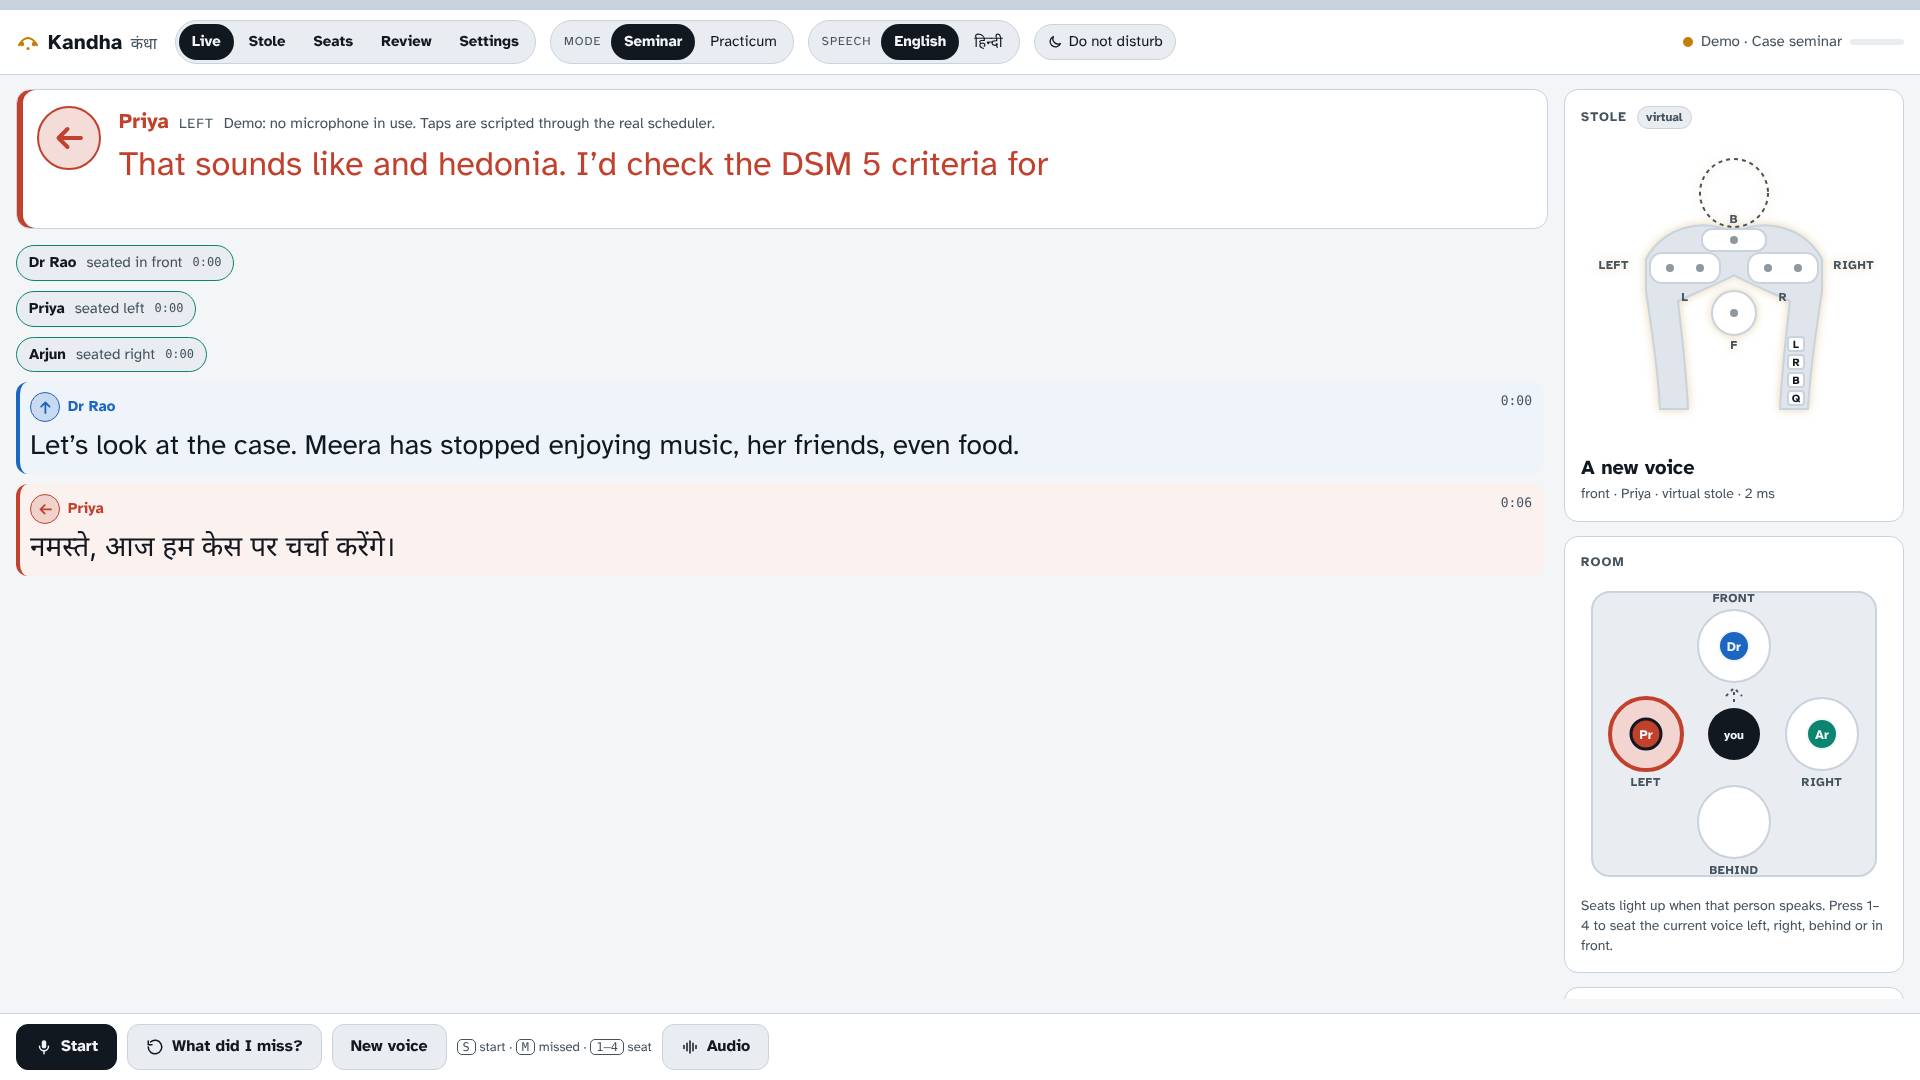 Kandha कंधा
Live Stole Seats Review Settings
MODE Seminar Practicum
SPEECH English हिन्दी
Do not disturb
Demo · Case seminar
Priya LEFT Demo: no microphone in use. Taps are scripted through the real scheduler.
That sounds like and hedonia. I’d check the DSM 5 criteria for
Dr Rao seated in front 0:00
Priya seated left 0:00
Arjun seated right 0:00
Dr Rao 0:00
Let’s look at the case. Meera has stopped enjoying music, her friends, even food.
Priya 0:06
नमस्ते, आज हम केस पर चर्चा करेंगे।
STOLE virtual
B
LEFT RIGHT
L R
F
L
R
B
Q
A new voice
front · Priya · virtual stole · 2 ms
ROOM
FRONT
Dr
Pr you Ar
LEFT RIGHT
BEHIND
Seats light up when that person speaks. Press 1–
4 to seat the current voice left, right, behind or in
front.
Start What did I miss? New voice S start · M missed · 1–4 seat Audio